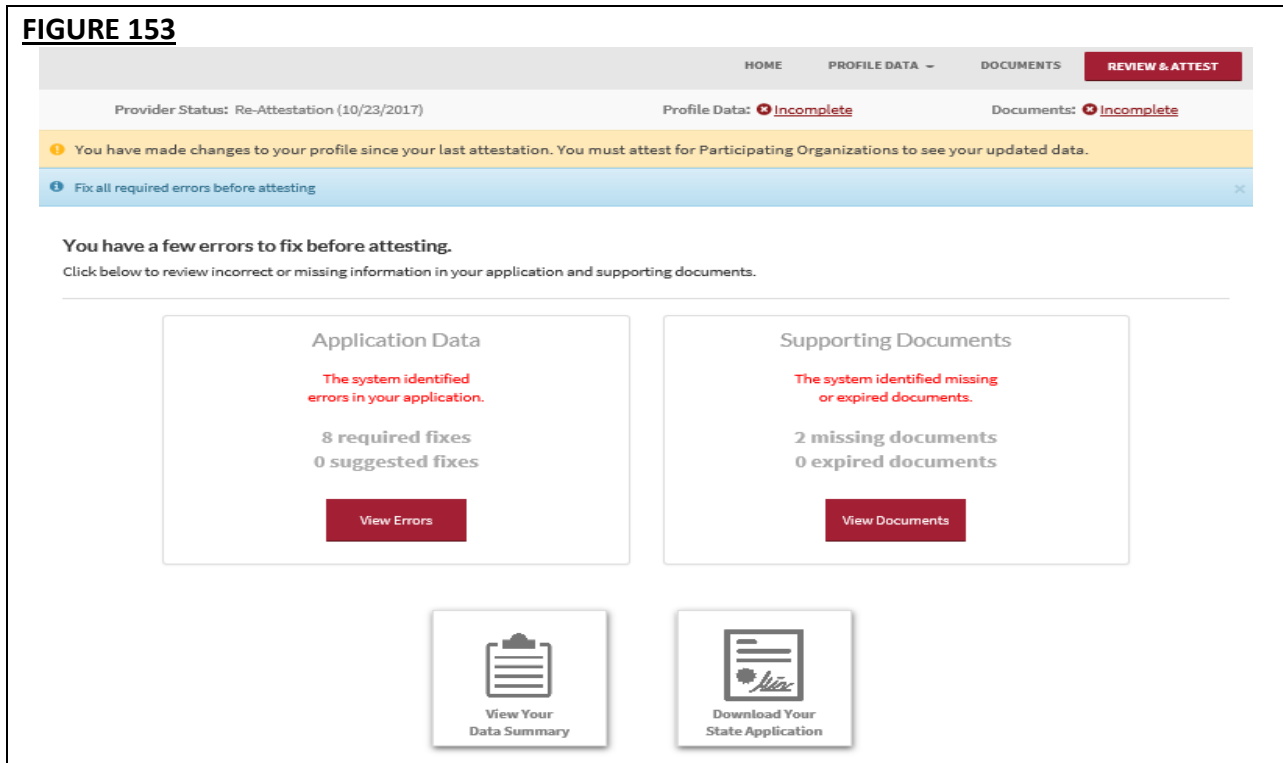 FIGURE 153
HOME PROFILE DATA DOCUMENTS REVIEW & ATTEST
Provider Status: Re-Attestation (10/23/2017) Profile Data: Incomplete Documents: Incomplete
You have made changes to your profile since your last attestation. You must attest for Participating Organizations to see your updated data.
Fix all required errors before attesting
You have a few errors to fix before attesting.
Click below to review incorrect or missing information in your application and supporting documents.
Application Data
The system identified
errors in your application.
8 required fixes
0 suggested fixes
View Errors
Supporting Documents
The system identified missing
or expired documents.
2 missing documents
0 expired documents
View Documents
View Your
Data Summary
Download Your
State Application